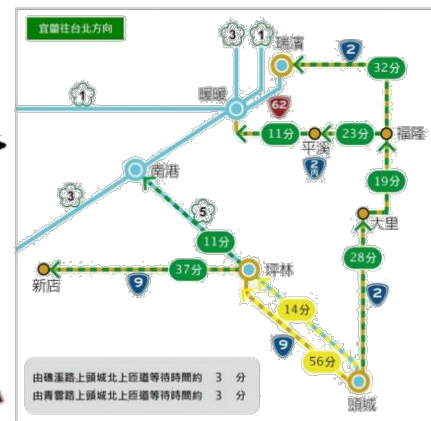 宜蘭往台北方向
3
1
瑞濱
2
32分
1
暖暖
62
11分
23分
福隆
平溪
2丙
19分
3
南港
5
大里
11分
28分
37分
坪林
新店
9
2
14分
9
56分
由礁溪路上頭城北上匝道等待時間約 3 分
由青雲路上頭城北上匝道等待時間約 3 分
頭城